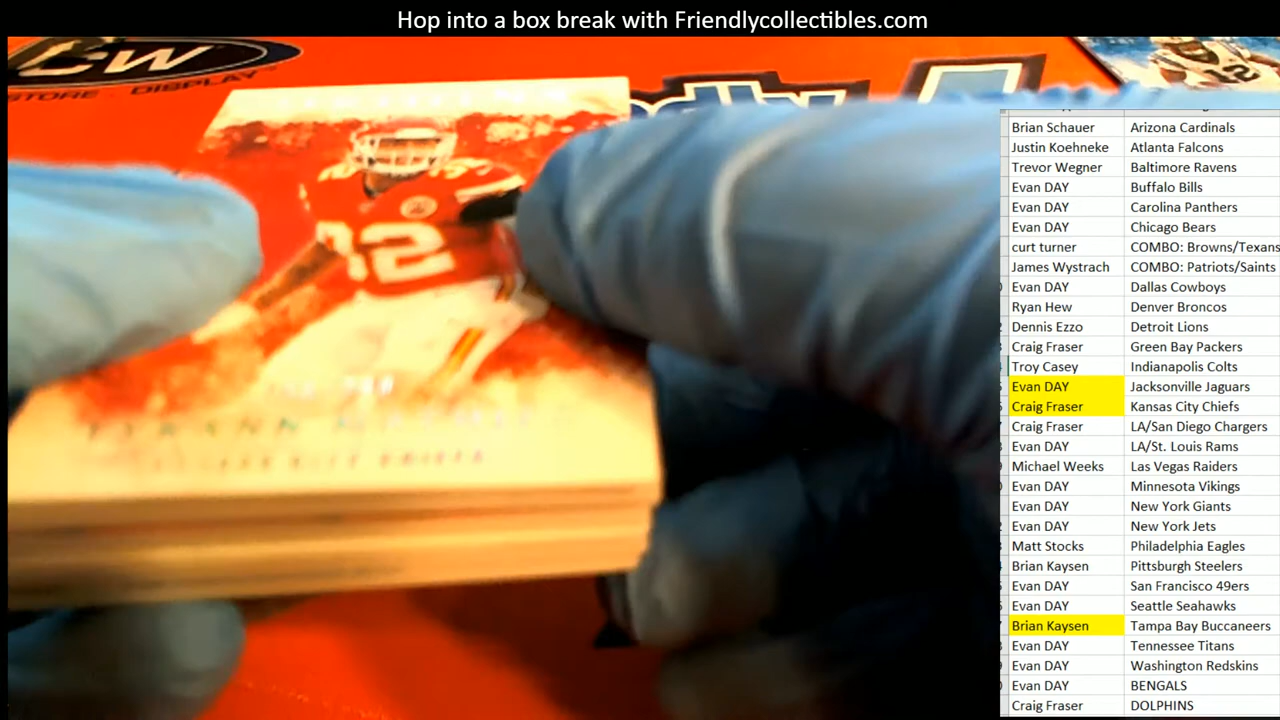 Hop into a box break with Friendlycollectibles.com
CW
STORE DISPLAY
12
32
Brian Schauer Arizona Cardinals
Justin Koehneke Atlanta Falcons
Trevor Wegner Baltimore Ravens
Evan DAY Buffalo Bills
Evan DAY Carolina Panthers
Evan DAY Chicago Bears
curt turner COMBO: Browns/Texans
James Wystrach COMBO: Patriots/Saints
Evan DAY Dallas Cowboys
Ryan Hew Denver Broncos
Dennis Ezzo Detroit Lions
Craig Fraser Green Bay Packers
Troy Casey Indianapolis Colts
Evan DAY Jacksonville Jaguars
Craig Fraser Kansas City Chiefs
Craig Fraser LA/San Diego Chargers
Evan DAY LA/St. Louis Rams
Michael Weeks Las Vegas Raiders
Evan DAY Minnesota Vikings
Evan DAY New York Giants
Evan DAY New York Jets
Matt Stocks Philadelphia Eagles
Brian Kaysen Pittsburgh Steelers
Evan DAY San Francisco 49ers
Evan DAY Seattle Seahawks
Brian Kaysen Tampa Bay Buccaneers
Evan DAY Tennessee Titans
Evan DAY Washington Redskins
Evan DAY BENGALS
Craig Fraser DOLPHINS